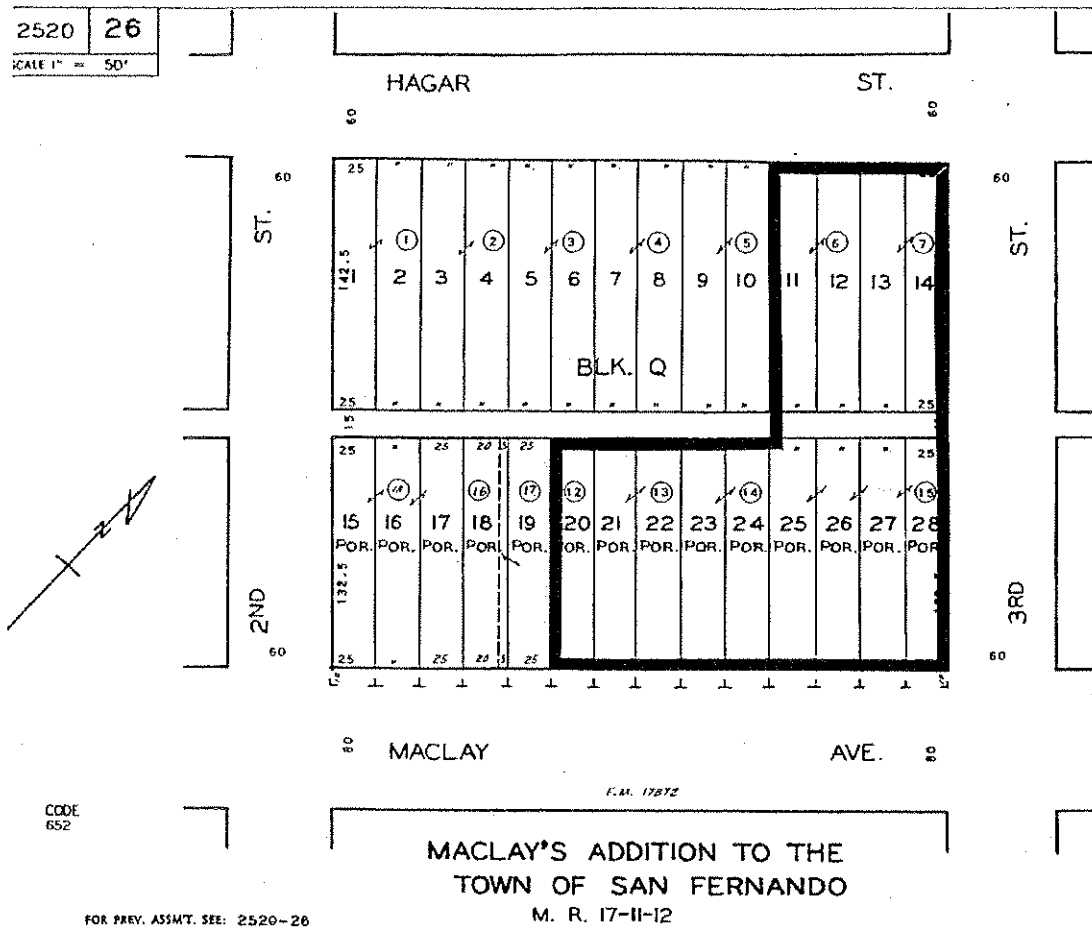 2520 26
SCALE 1" = 50'
HAGAR ST.
60 60
60 25 " " " " " " " " " 60
ST. ST.
1 2 3 4 5 6 7
142.5
1 2 3 4 5 6 7 8 9 10 11 12 13 14
BLK. Q
25 " " " " " " " " " " " " 25
15
25 " 25 20 5 25 " " " 25
16 17 12 13 14 15
15 16 17 18 19 20 21 22 23 24 25 26 27 28
POR. POR. POR. POR. POR. POR. POR. POR. POR. POR. POR. POR. POR.
132.5
N
2ND 3RD
60 25 " 25 20 5 25 60
80 80
MACLAY AVE.
F.M. 17872
CODE
652
MACLAY'S ADDITION TO THE
TOWN OF SAN FERNANDO
M. R. 17-11-12
FOR PREV. ASSM'T. SEE: 2520-26